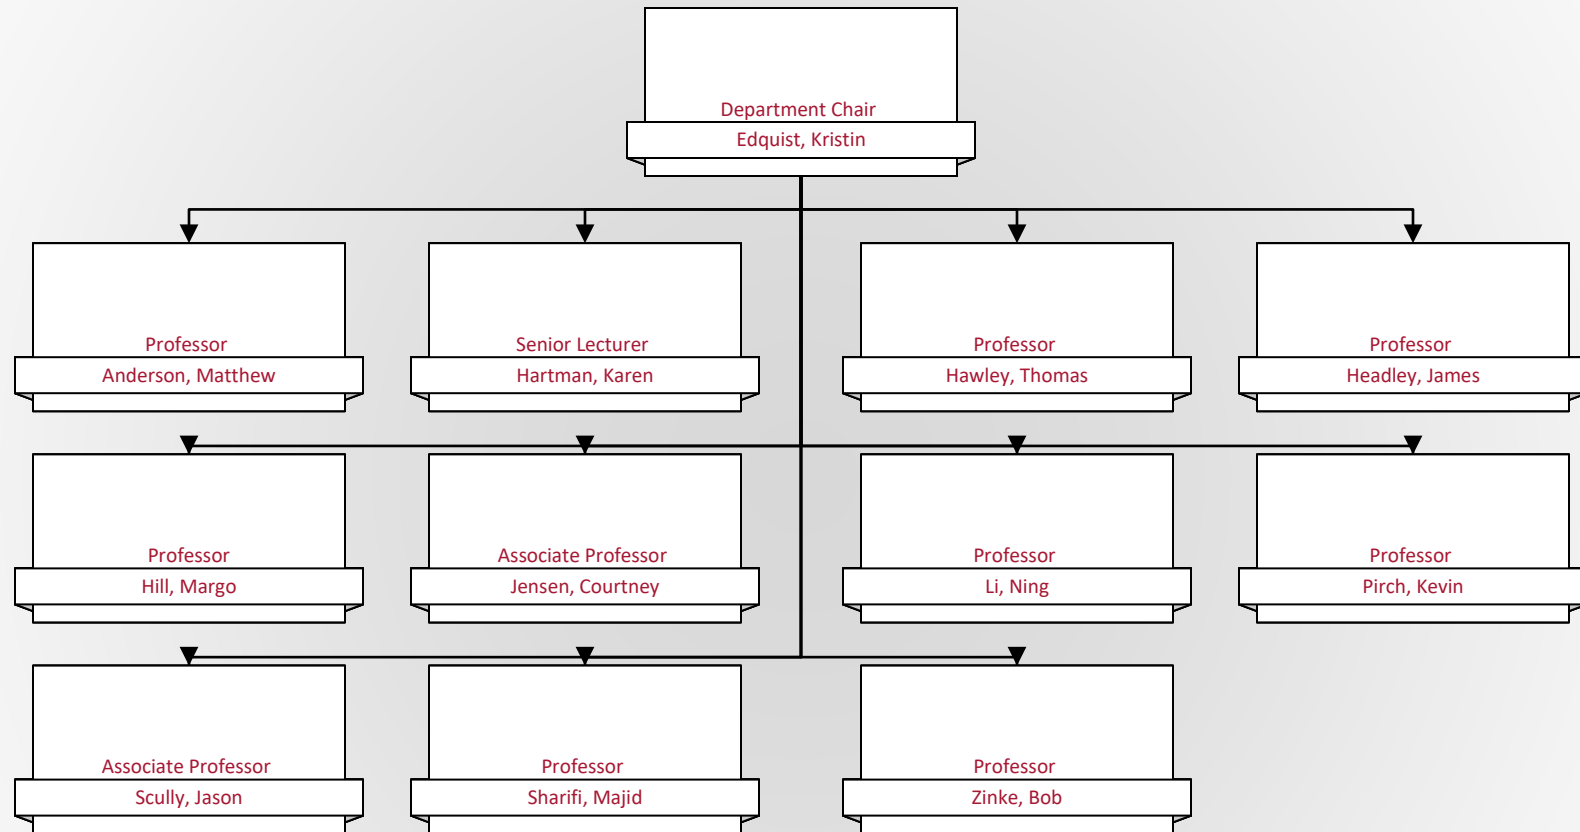 Department Chair
Edquist, Kristin
Professor
Anderson, Matthew
Senior Lecturer
Hartman, Karen
Professor
Hawley, Thomas
Professor
Headley, James
Professor
Hill, Margo
Associate Professor
Jensen, Courtney
Professor
Li, Ning
Professor
Pirch, Kevin
Associate Professor
Scully, Jason
Professor
Sharifi, Majid
Professor
Zinke, Bob